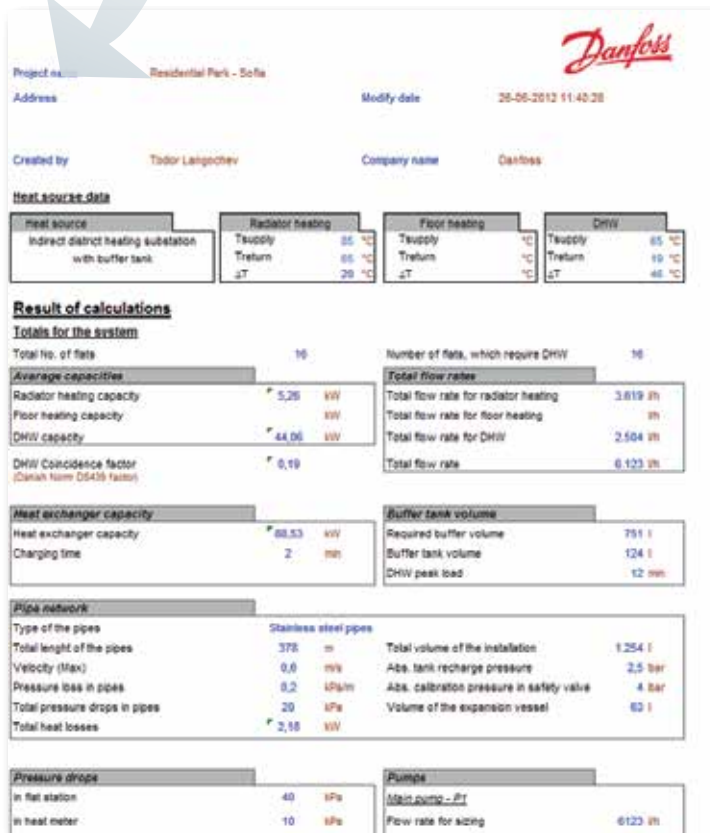 Danfoss
Project name Residential Park - Sofia
Address Modify date 26-06-2012 11:40:28
Created by Todor Langochev Company name Danfoss
Heat sourse data
Heat source Radiator heating Floor heating DHW
Indirect district heating substation Tsupply 85 °C Tsupply °C Tsupply 65 °C
with buffer tank Treturn 65 °C Treturn °C Treturn °C
ΔT 20 °C ΔT °C ΔT °C
Result of calculations
Totals for the system
Total No. of flats 16 Number of flats, which require DHW 16
Avarage capacities Total flow rates
Radiator heating capacity 5,26 kW Total flow rate for radiator heating 3.619 l/h
Floor heating capacity kW Total flow rate for floor heating l/h
DHW capacity 44,06 kW Total flow rate for DHW 2.504 l/h
DHW Coincidence factor 0,19 Total flow rate 6.123 l/h
(Danish Norm DS439 factor)
Heat exchanger capacity Buffer tank volume
Heat exchanger capacity 88,53 kW Required buffer volume 751 l
Charging time 2 min Buffer tank volume 124 l
DHW peak load 12 min
Pipe network
Type of the pipes Stainless steel pipes
Total lenght of the pipes 378 m Total volume of the installation 1.254 l
Velocity (Max) 0,6 m/s Abs. tank recharge pressure 2,5 bar
Pressure loss in pipes 0,2 kPa/m Abs. calibration pressure in safety valve 4 bar
Total pressure drops in pipes 20 kPa Volume of the expansion vessel 63 l
Total heat losses 2,18 kW
Pressure drops Pumps
in flat station 40 kPa Main pump - P1
in heat meter 10 kPa Flow rate for sizing 6123 l/h